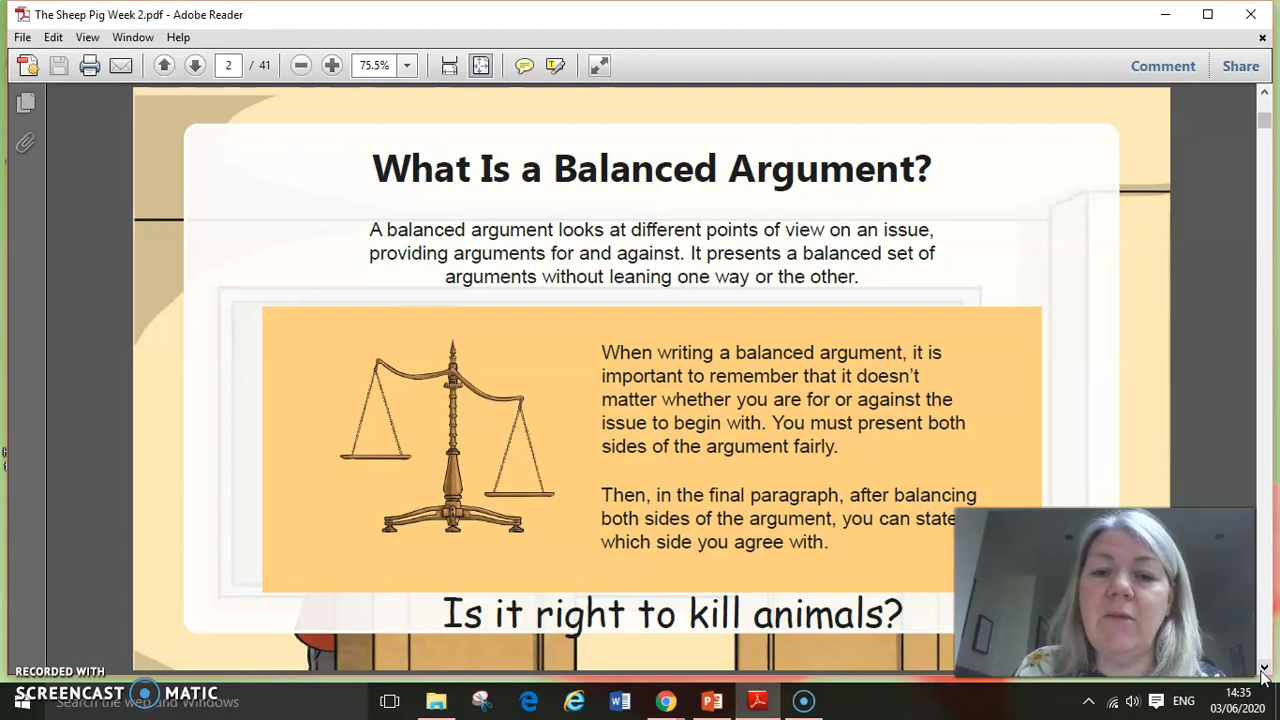 The Sheep Pig Week 2.pdf - Adobe Reader
File Edit View Window Help
2 / 41 75.5% Comment Share
What Is a Balanced Argument?
A balanced argument looks at different points of view on an issue,
providing arguments for and against. It presents a balanced set of
arguments without leaning one way or the other.
When writing a balanced argument, it is
important to remember that it doesn't
matter whether you are for or against the
issue to begin with. You must present both
sides of the argument fairly.
Then, in the final paragraph, after balancing
both sides of the argument, you can state
which side you agree with.
Is it right to kill animals?
RECORDED WITH
SCREENCAST MATIC
Search the web and Windows
ENG
14:35
03/06/2020